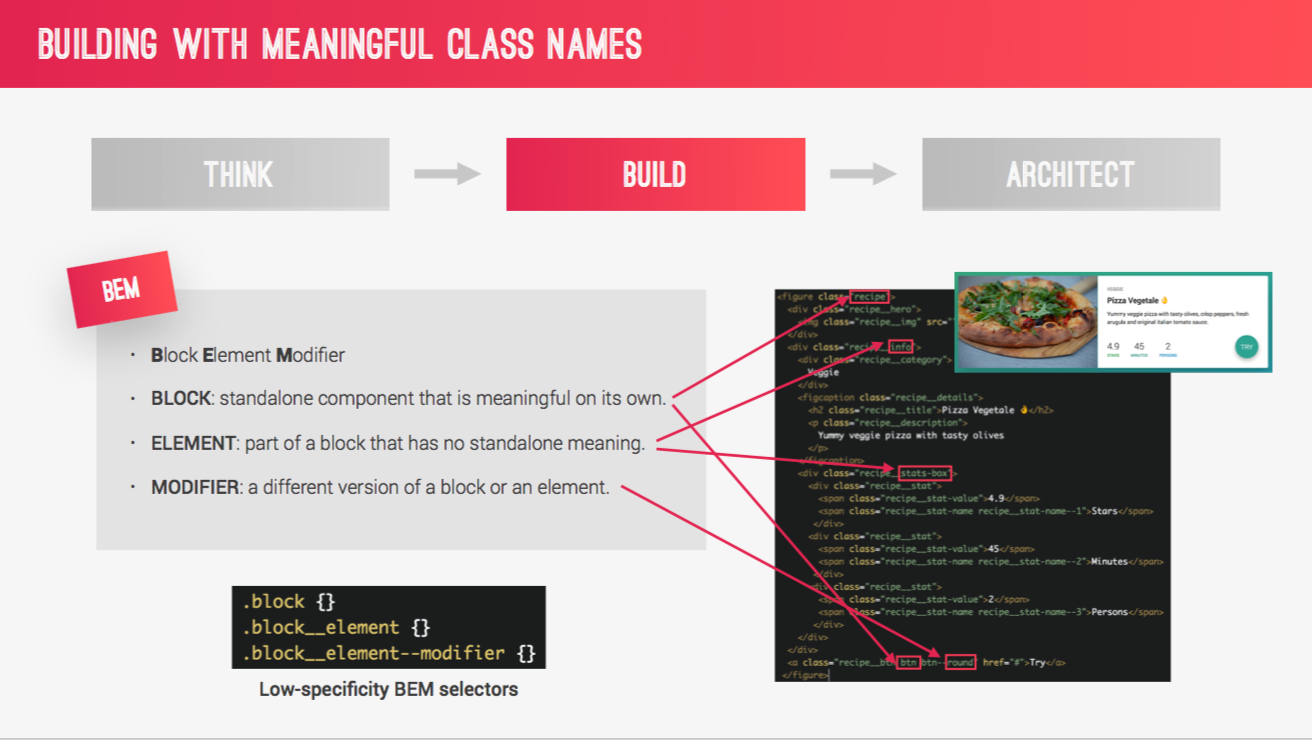 BUILDING WITH MEANINGFUL CLASS NAMES
THINK
BUILD
ARCHITECT
BEM
· Block Element Modifier
· BLOCK: standalone component that is meaningful on its own.
· ELEMENT: part of a block that has no standalone meaning.
· MODIFIER: a different version of a block or an element.
.block {}
.block__element {}
.block__element--modifier {}
Low-specificity BEM selectors
<figure class="recipe">
<div class="recipe__hero">
<img class="recipe__img" src="
</div>
<div class="recipe__info">
<div class="recipe__category">
Veggie
</div>
<figcaption class="recipe__details">
<h2 class="recipe__title">Pizza Vegetale 👌</h2>
<p class="recipe__description">
Yummy veggie pizza with tasty olives
</p>
</figcaption>
<div class="recipe__stats-box">
<div class="recipe__stat">
<span class="recipe__stat-value">4.9</span>
<span class="recipe__stat-name recipe__stat-name--1">Stars</span>
</div>
<div class="recipe__stat">
<span class="recipe__stat-value">45</span>
<span class="recipe__stat-name recipe__stat-name--2">Minutes</span>
</div>
<div class="recipe__stat">
<span class="recipe__stat-value">2</span>
<span class="recipe__stat-name recipe__stat-name--3">Persons</span>
</div>
</div>
</div>
<a class="recipe__btn btn btn--round" href="#">Try</a>
</figure>
VEGGIE
Pizza Vegetale 👌
Yummy veggie pizza with tasty olives, crisp peppers, fresh
arugula and original italian tomato sauce.
4.9 45 2
STARS MINUTES PERSONS
TRY